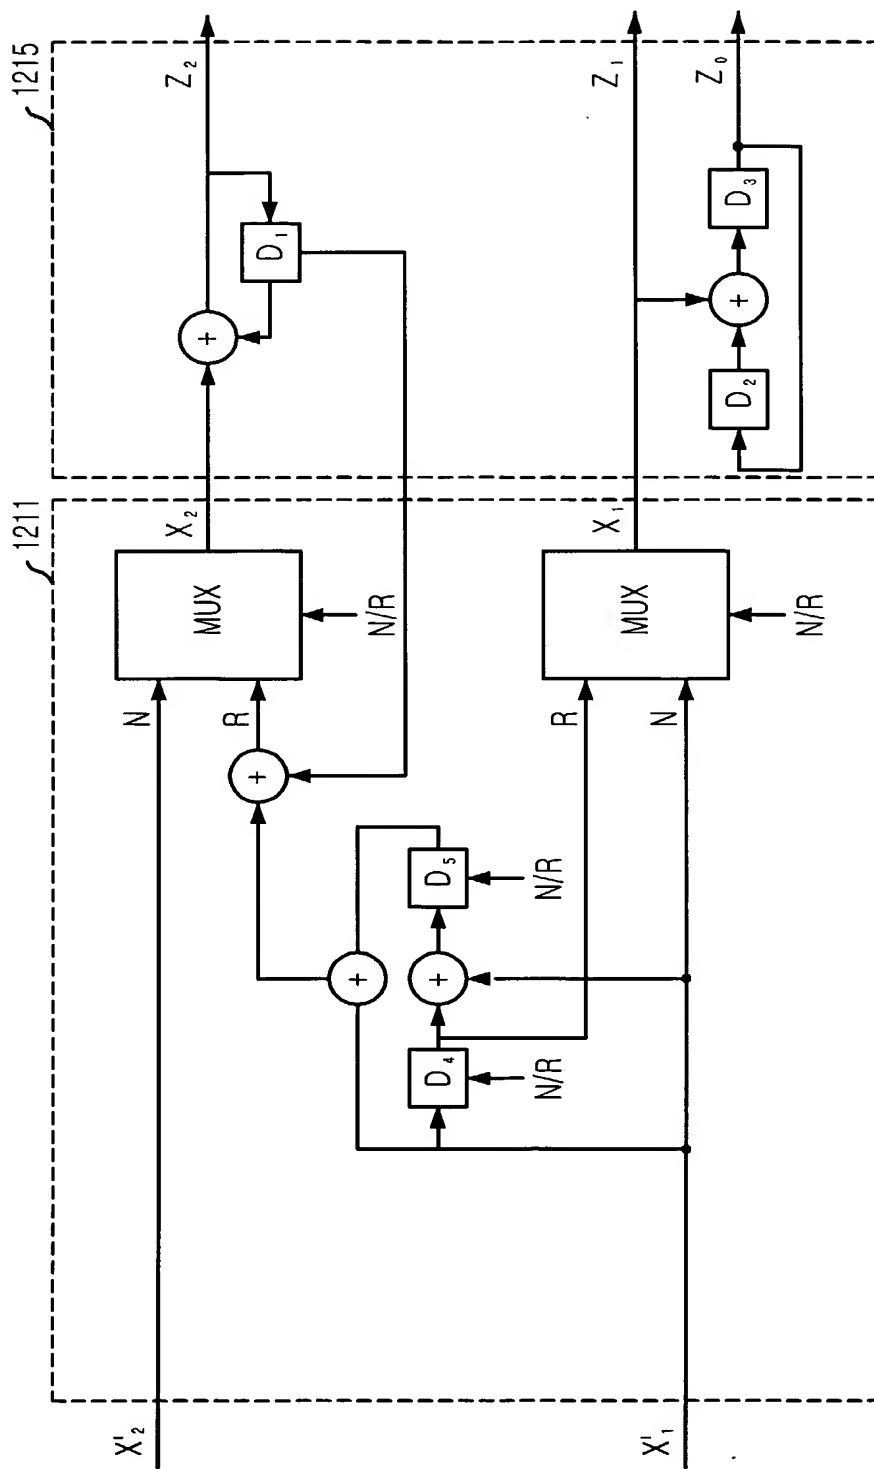 1211
1215
X'₂
N
MUX
X₂
Z₂
R
N/R
+
+
D₁
+
D₅
N/R
+
D₄
N/R
R
MUX
X₁
Z₁
N
N/R
X'₁
D₂
+
D₃
Z₀